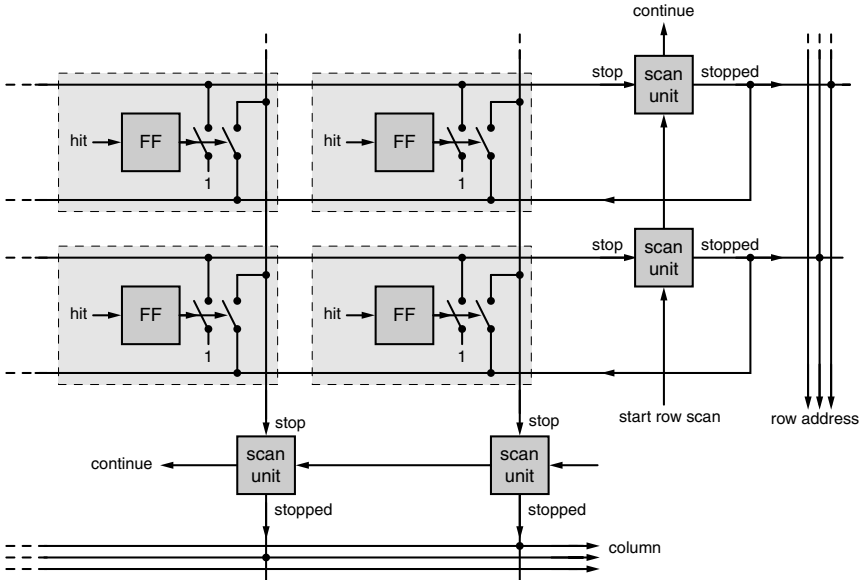 continue
stop
scan
unit
stopped
hit
FF
1
hit
FF
1
stop
scan
unit
stopped
hit
FF
1
hit
FF
1
start row scan
row address
stop
stop
continue
scan
unit
scan
unit
stopped
stopped
column